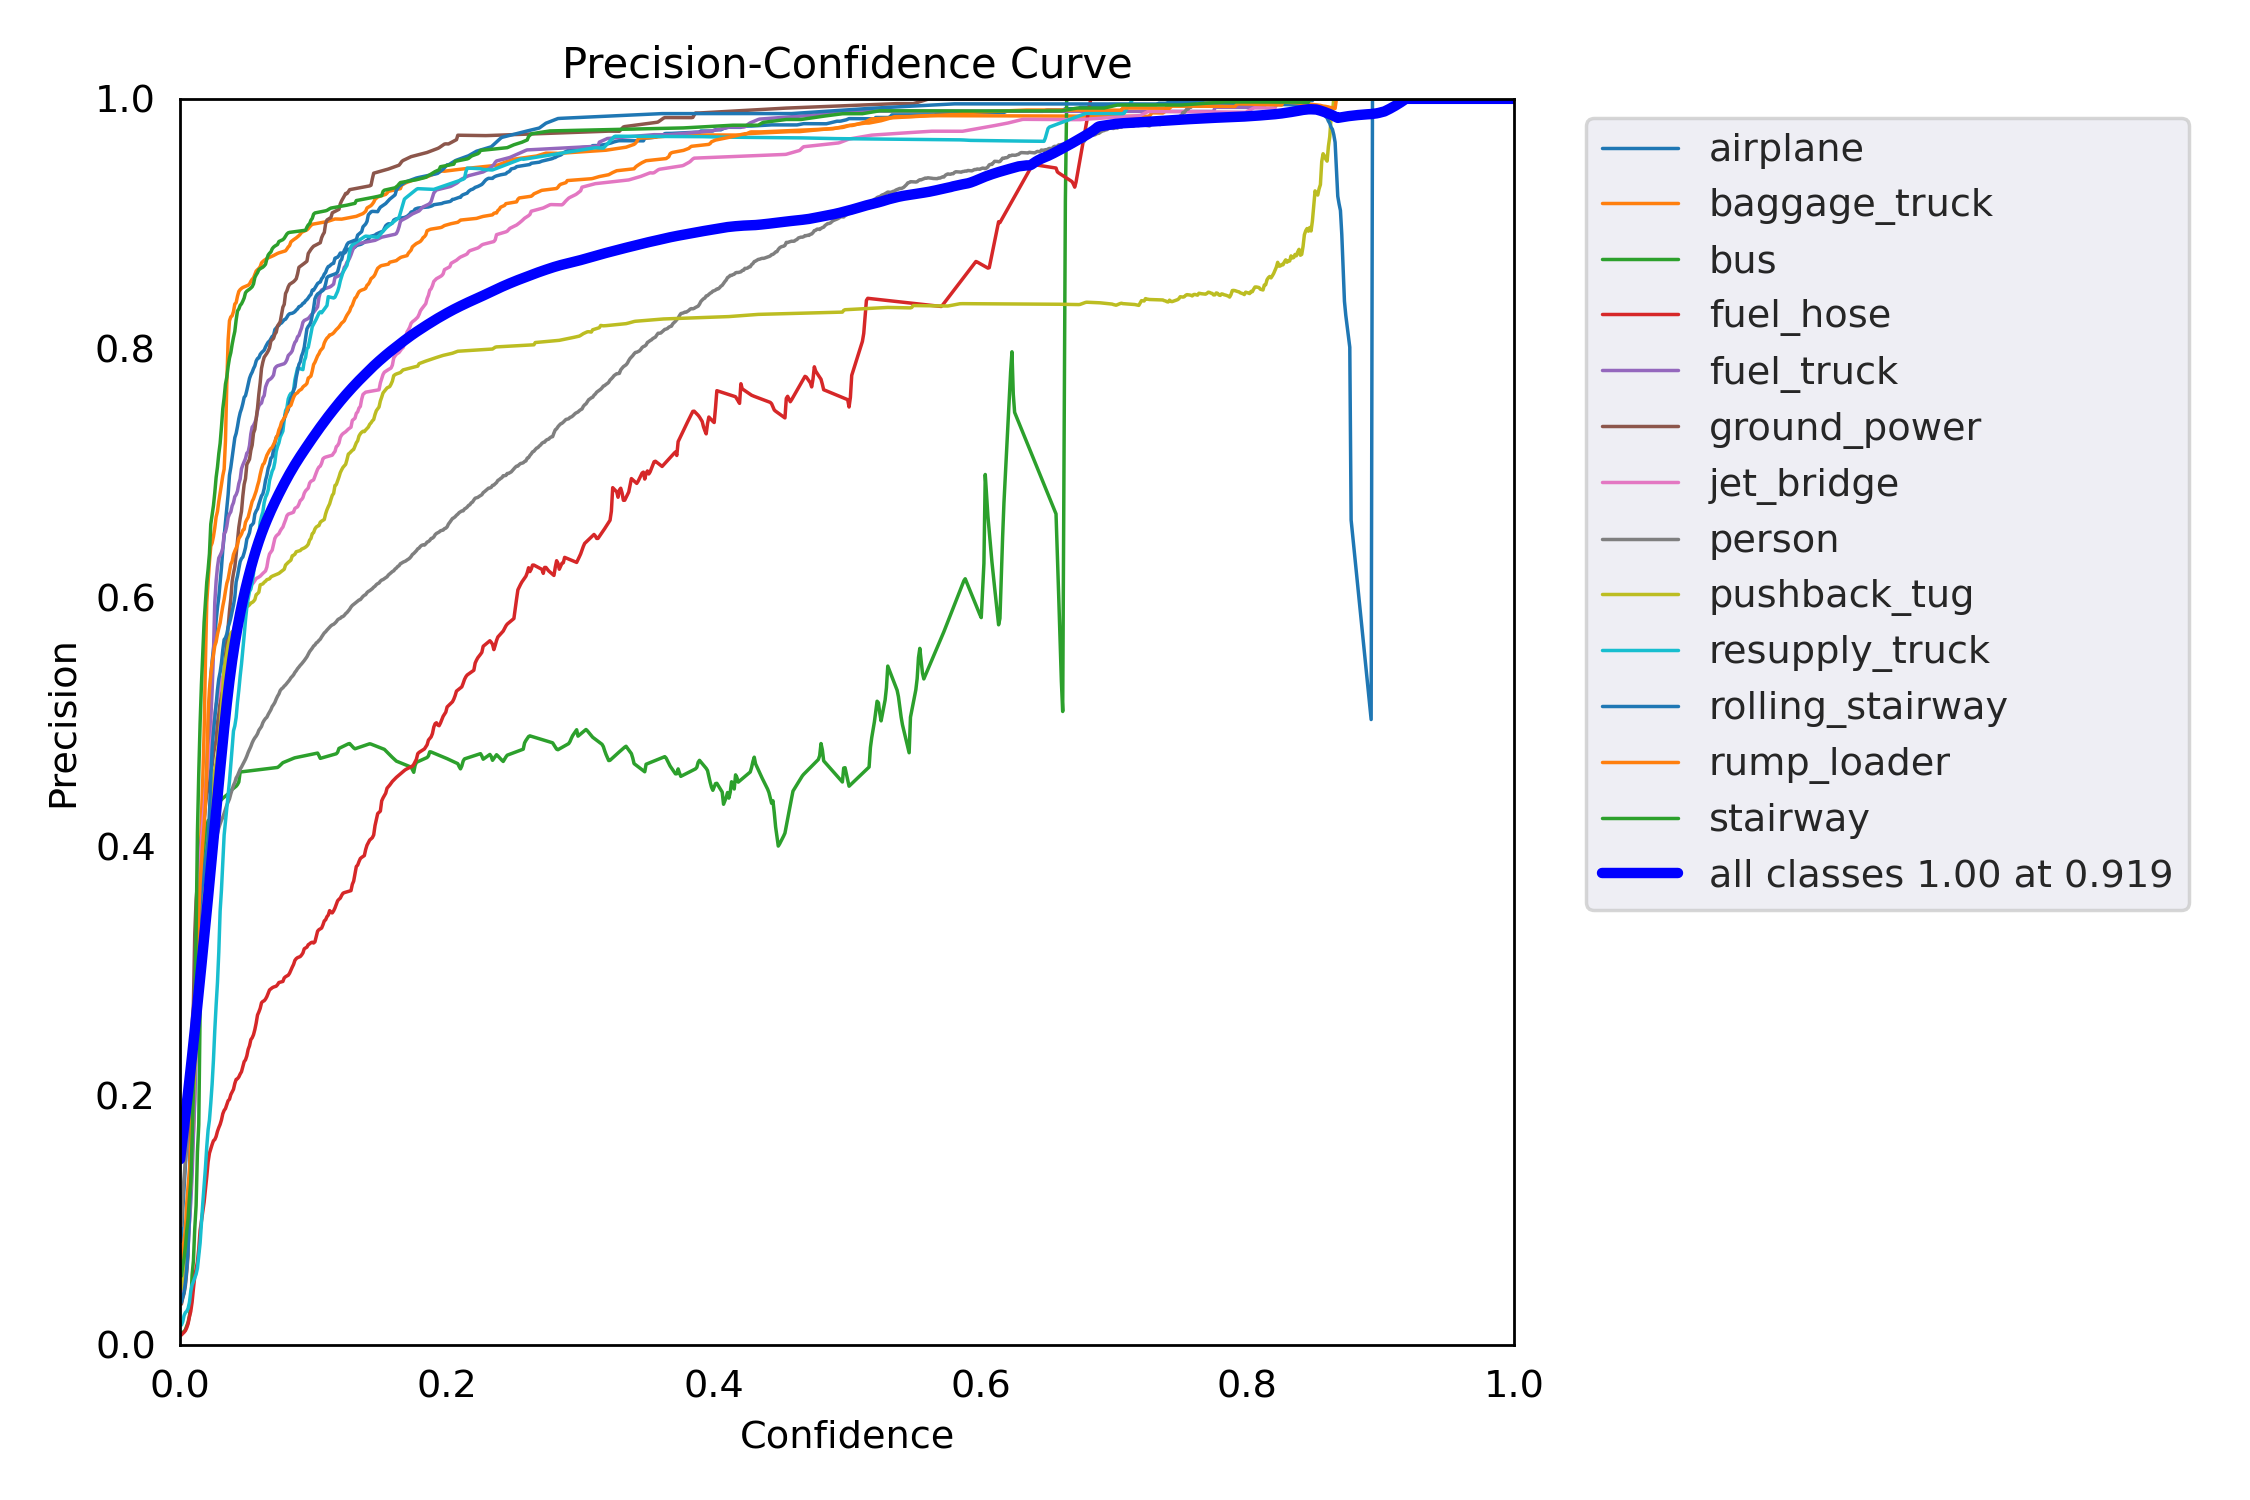 Precision-Confidence Curve
1.0
0.8
0.6
0.4
0.2
0.0
Precision
0.0 0.2 0.4 0.6 0.8 1.0
Confidence
airplane
baggage_truck
bus
fuel_hose
fuel_truck
ground_power
jet_bridge
person
pushback_tug
resupply_truck
rolling_stairway
rump_loader
stairway
all classes 1.00 at 0.919